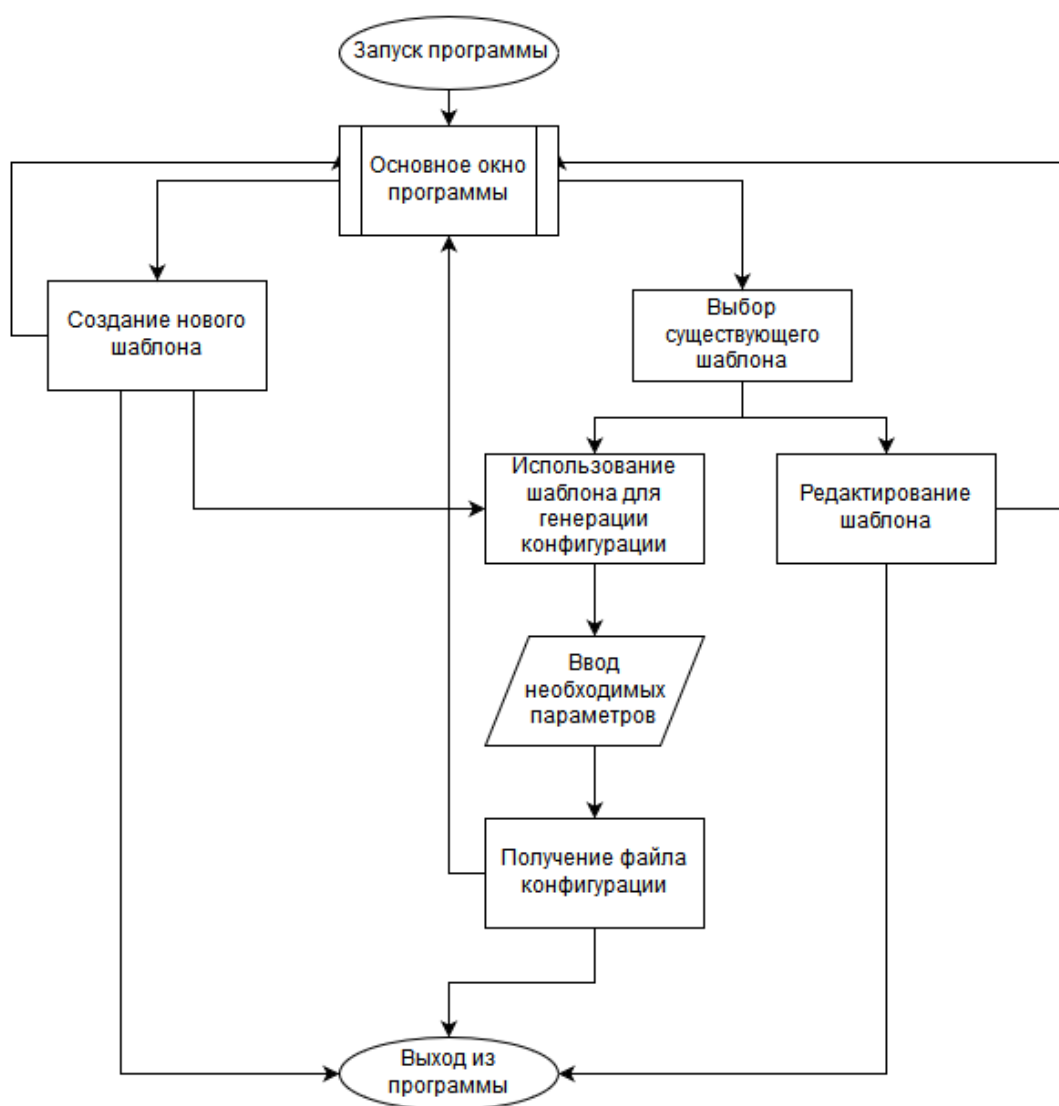 Запуск программы
Основное окно
программы
Создание нового
шаблона
Выбор
существующего
шаблона
Использование
шаблона для
генерации
конфигурации
Редактирование
шаблона
Ввод
необходимых
параметров
Получение файла
конфигурации
Выход из
программы